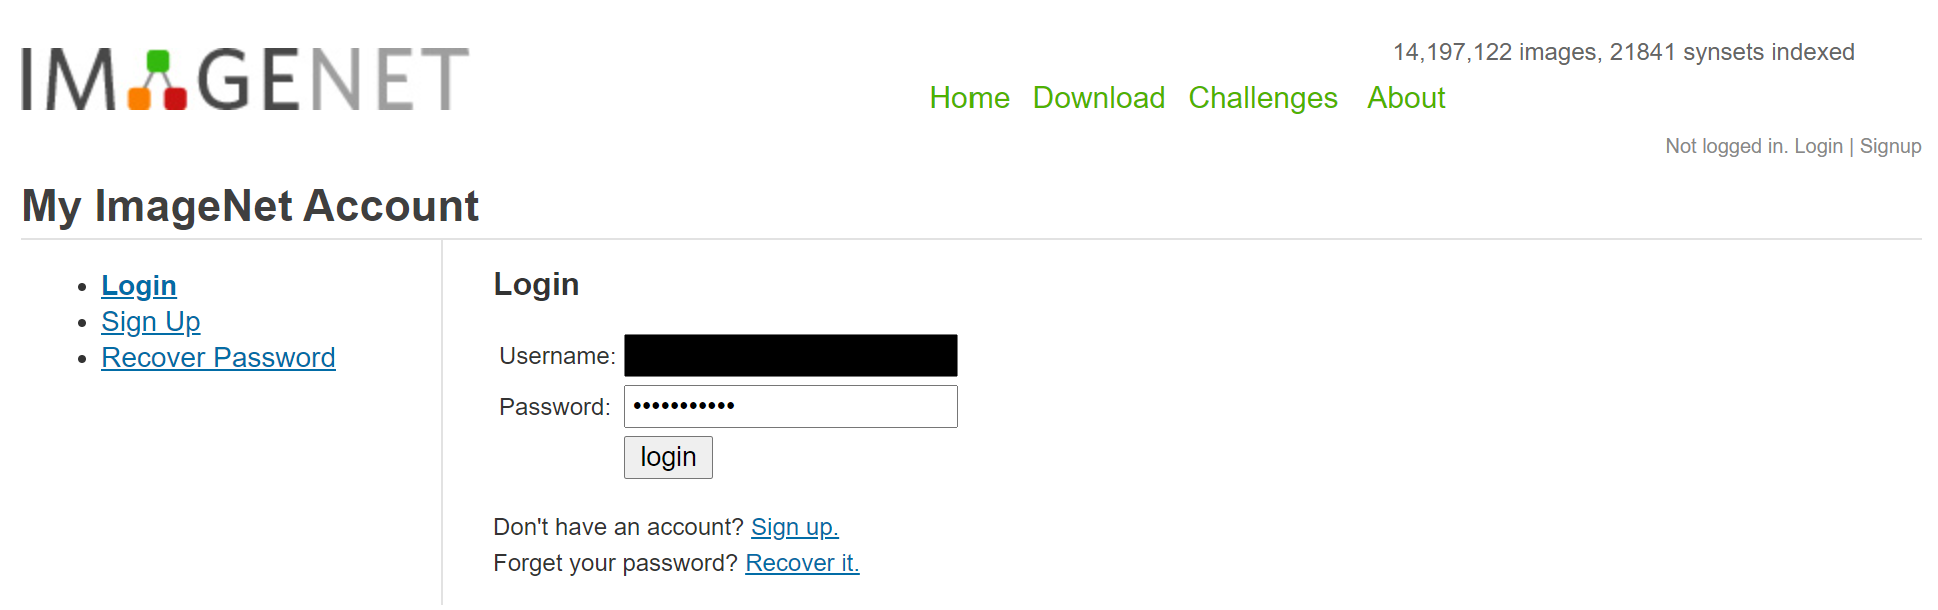 IMAGENET
14,197,122 images, 21841 synsets indexed
Home Download Challenges About
Not logged in. Login | Signup
My ImageNet Account
Login
Sign Up
Recover Password
Login
Username:
Password: •••••••••••
login
Don't have an account? Sign up.
Forget your password? Recover it.